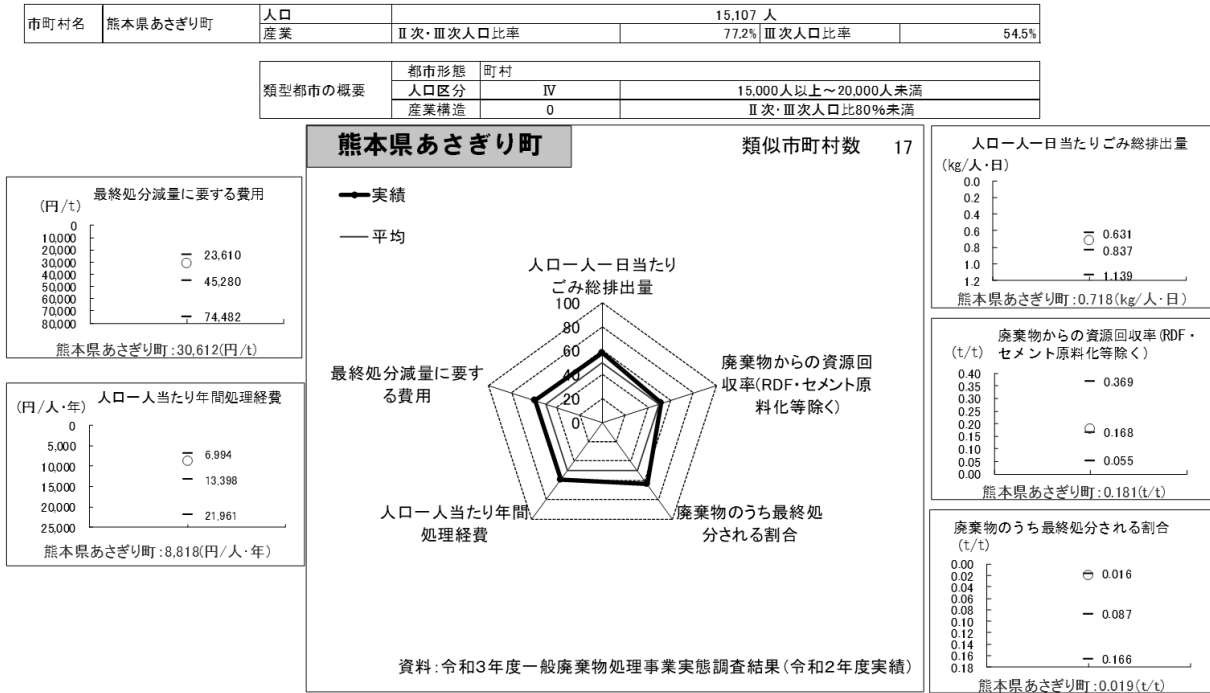 市町村名 熊本県あさぎり町 人口 15,107 人
産業 Ⅱ次・Ⅲ次人口比率 77.2% Ⅲ次人口比率 54.5%
類型都市の概要 都市形態 町村
人口区分 Ⅳ 15,000人以上～20,000人未満
産業構造 0 Ⅱ次・Ⅲ次人口比80%未満
熊本県あさぎり町 類似市町村数 17
実績
平均
人口一人一日当たり
ごみ総排出量
廃棄物からの資源回
収率(RDF・セメント原
料化等除く)
廃棄物のうち最終処
分される割合
人口一人当たり年間
処理経費
最終処分減量に要す
る費用
100
80
60
40
20
0
資料:令和3年度一般廃棄物処理事業実態調査結果(令和2年度実績)
最終処分減量に要する費用
(円/t)
0
10,000
20,000
30,000
40,000
50,000
60,000
70,000
80,000
23,610
45,280
74,482
熊本県あさぎり町:30,612(円/t)
人口一人当たり年間処理経費
(円/人・年)
0
5,000
10,000
15,000
20,000
25,000
6,994
13,398
21,961
熊本県あさぎり町:8,818(円/人・年)
人口一人一日当たりごみ総排出量
(kg/人・日)
0.0
0.2
0.4
0.6
0.8
1.0
1.2
0.631
0.837
1.139
熊本県あさぎり町:0.718(kg/人・日)
廃棄物からの資源回収率(RDF・
セメント原料化等除く)
(t/t)
0.40
0.35
0.30
0.25
0.20
0.15
0.10
0.05
0.00
0.369
0.168
0.055
熊本県あさぎり町:0.181(t/t)
廃棄物のうち最終処分される割合
(t/t)
0.00
0.02
0.04
0.06
0.08
0.10
0.12
0.14
0.16
0.18
0.016
0.087
0.166
熊本県あさぎり町:0.019(t/t)